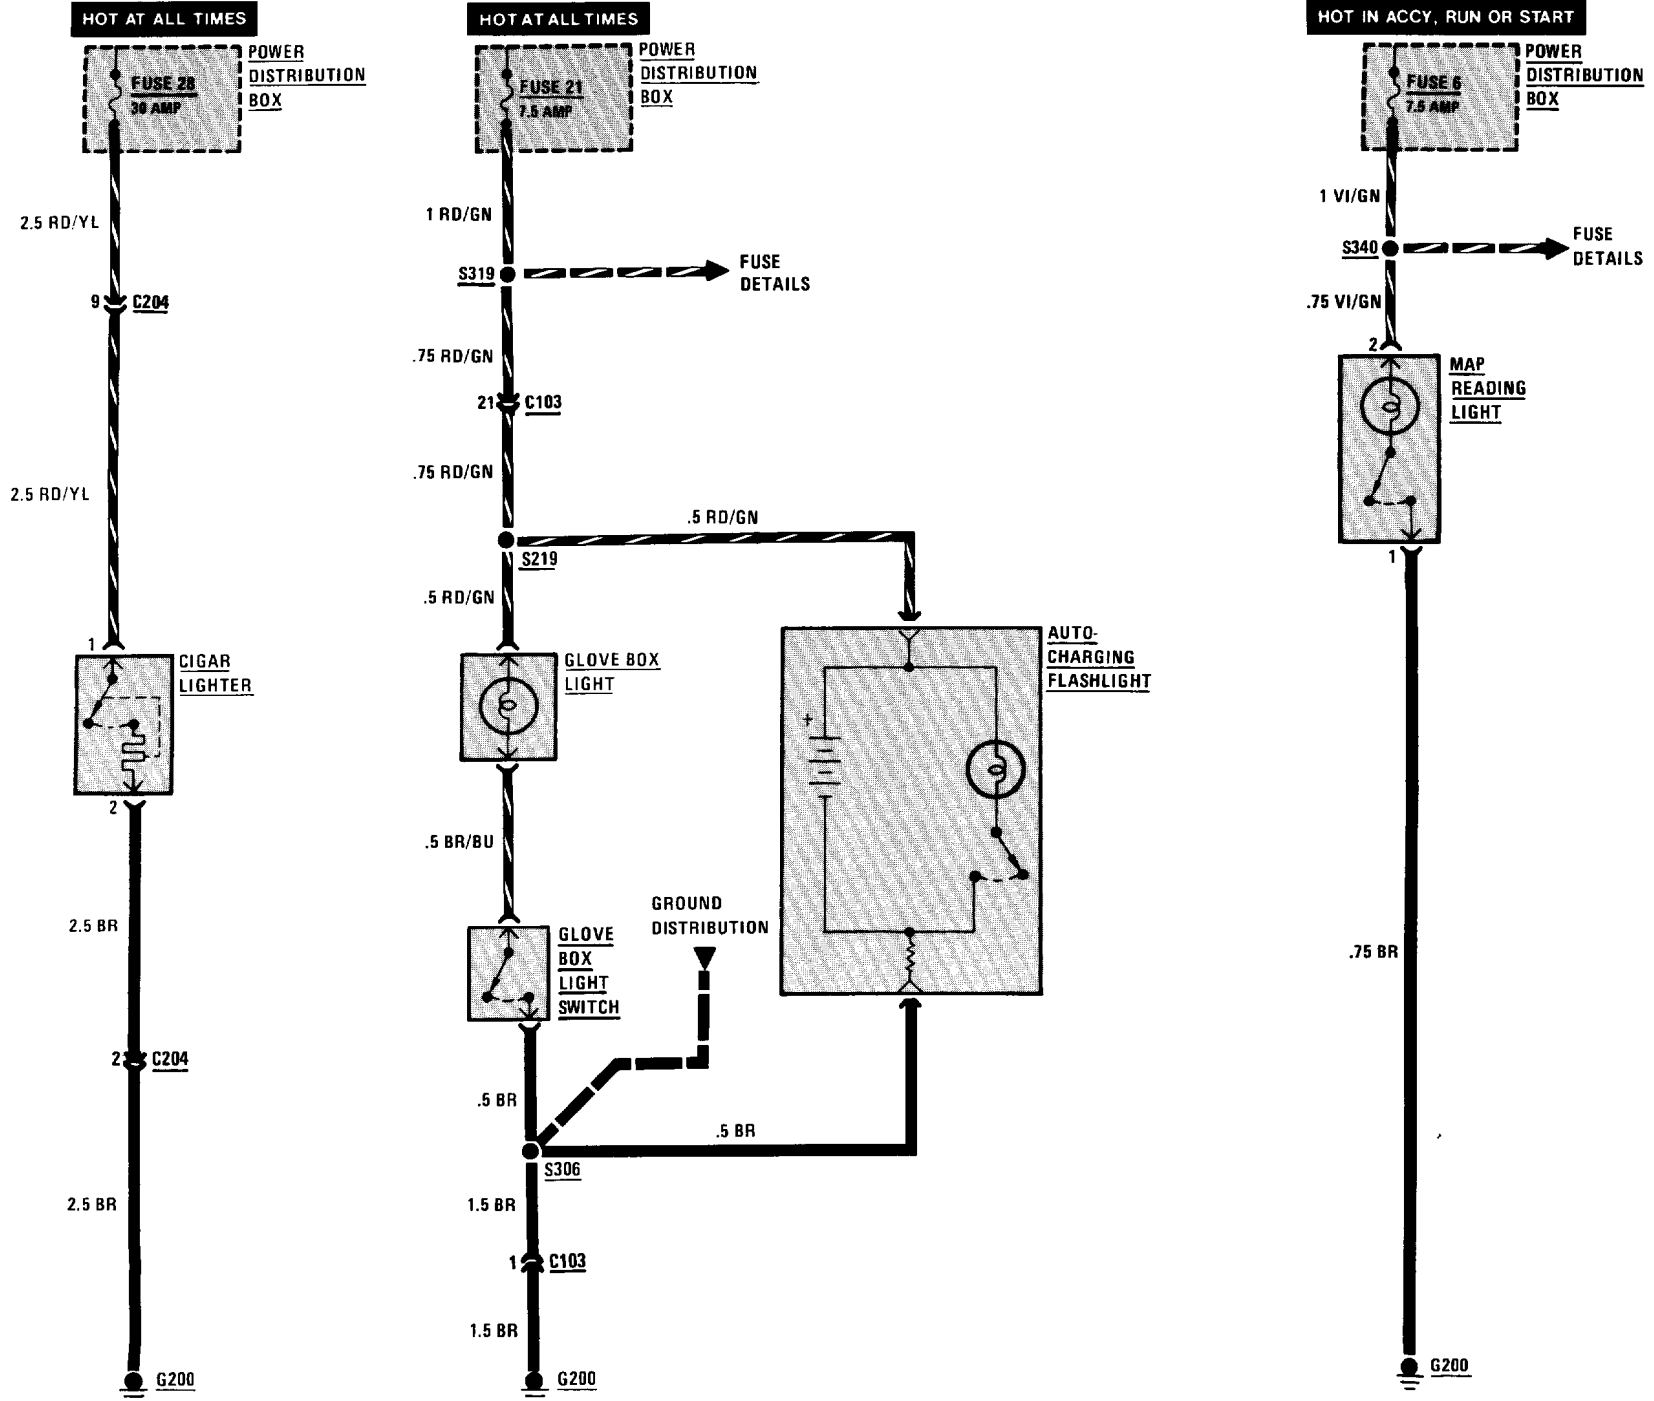 HOT AT ALL TIMES
POWER
DISTRIBUTION
BOX
FUSE 28
30 AMP
2.5 RD/YL
9
C204
2.5 RD/YL
1
CIGAR
LIGHTER
2
2.5 BR
2
C204
2.5 BR
G200
HOT AT ALL TIMES
POWER
DISTRIBUTION
BOX
FUSE 21
7.5 AMP
1 RD/GN
S319
FUSE
DETAILS
.75 RD/GN
21
C103
.75 RD/GN
.5 RD/GN
S219
.5 RD/GN
GLOVE BOX
LIGHT
AUTO-
CHARGING
FLASHLIGHT
+
.5 BR/BU
GROUND
DISTRIBUTION
GLOVE
BOX
LIGHT
SWITCH
.5 BR
.5 BR
S306
1.5 BR
1
C103
1.5 BR
G200
HOT IN ACCY, RUN OR START
POWER
DISTRIBUTION
BOX
FUSE 6
7.5 AMP
1 VI/GN
S340
FUSE
DETAILS
.75 VI/GN
2
MAP
READING
LIGHT
1
.75 BR
G200